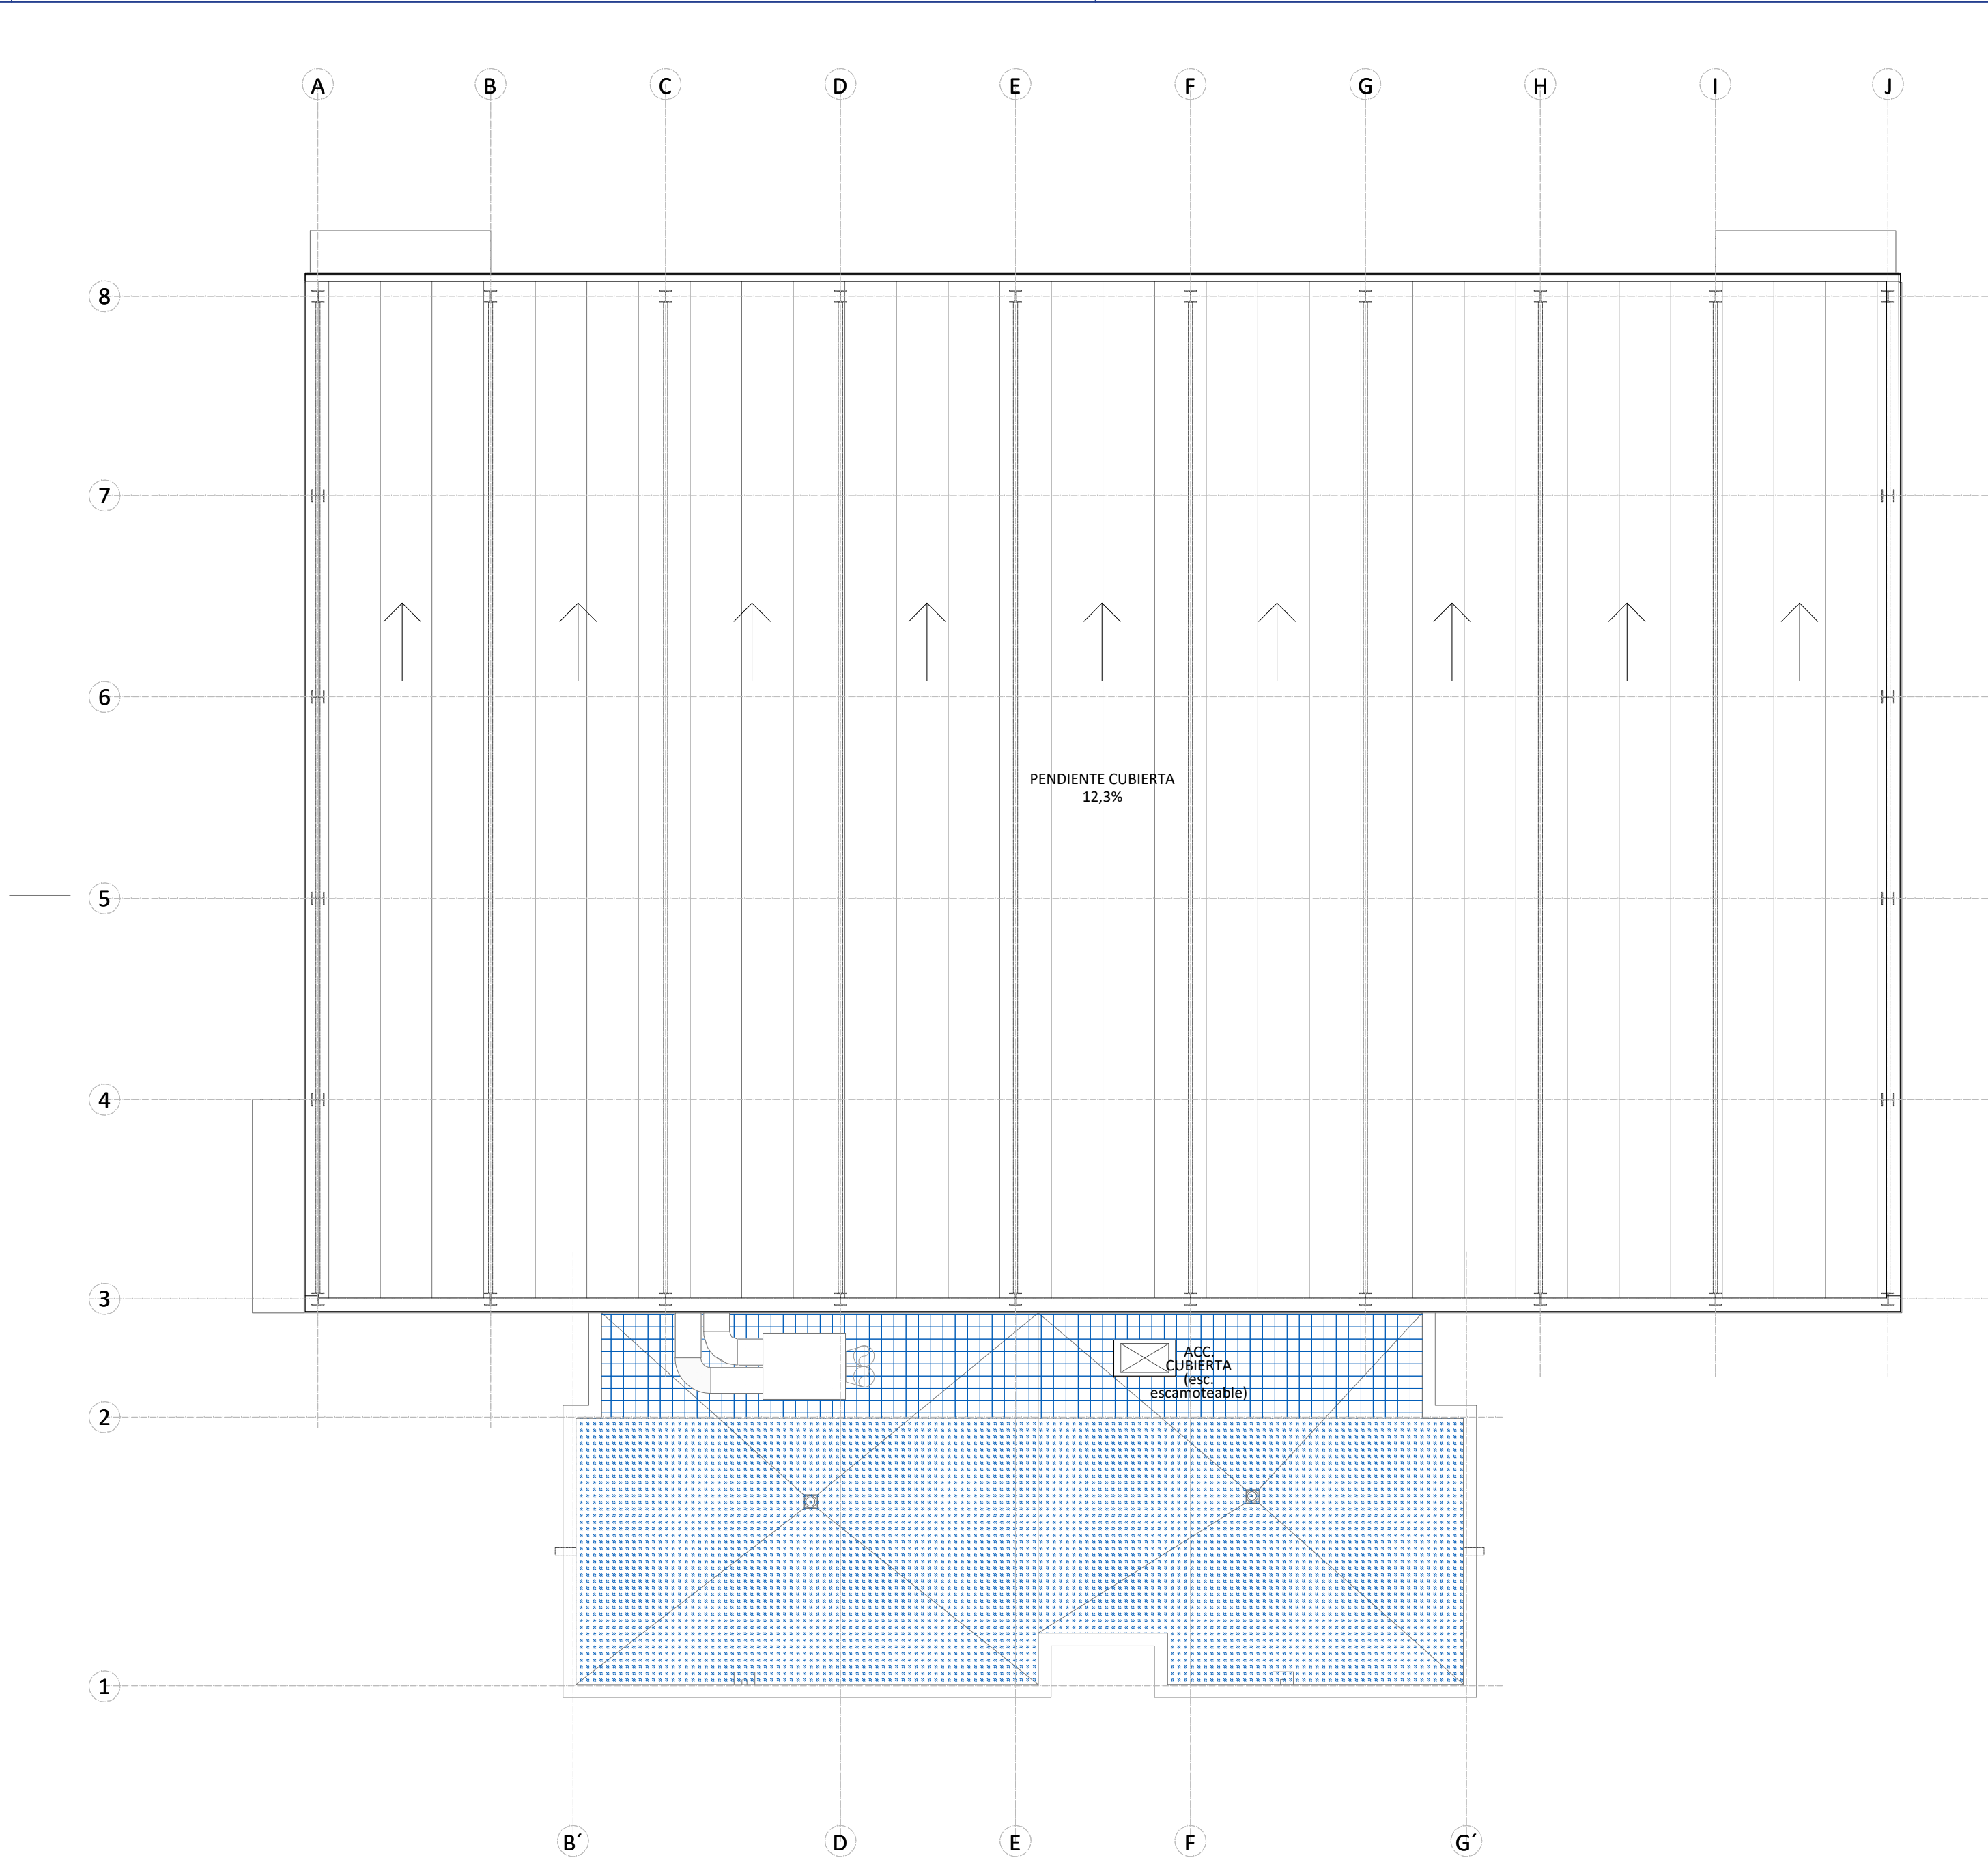 A B C D E F G H I J
8
7
6
PENDIENTE CUBIERTA
12,3%
5
4
3
ACC.
CUBIERTA
(esc.
escamoteable)
2
1
B´ D E F G´